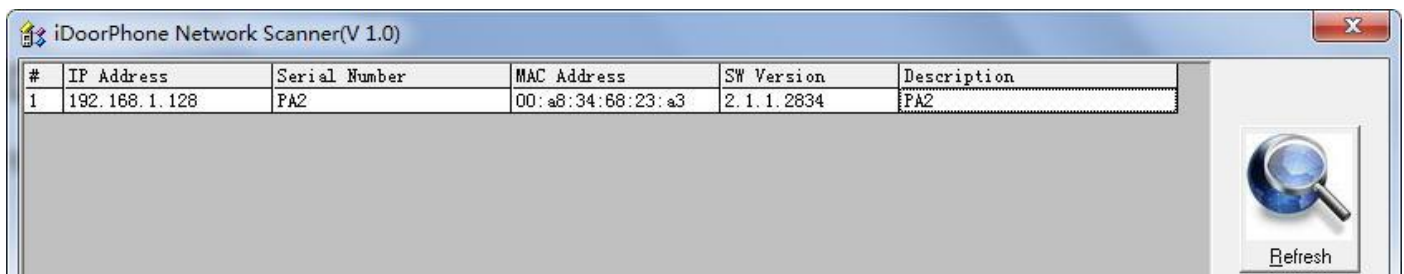 iDoorPhone Network Scanner(V 1.0)
# IP Address Serial Number MAC Address SW Version Description
1 192.168.1.128 PA2 00:a8:34:68:23:a3 2.1.1.2834 PA2
Refresh